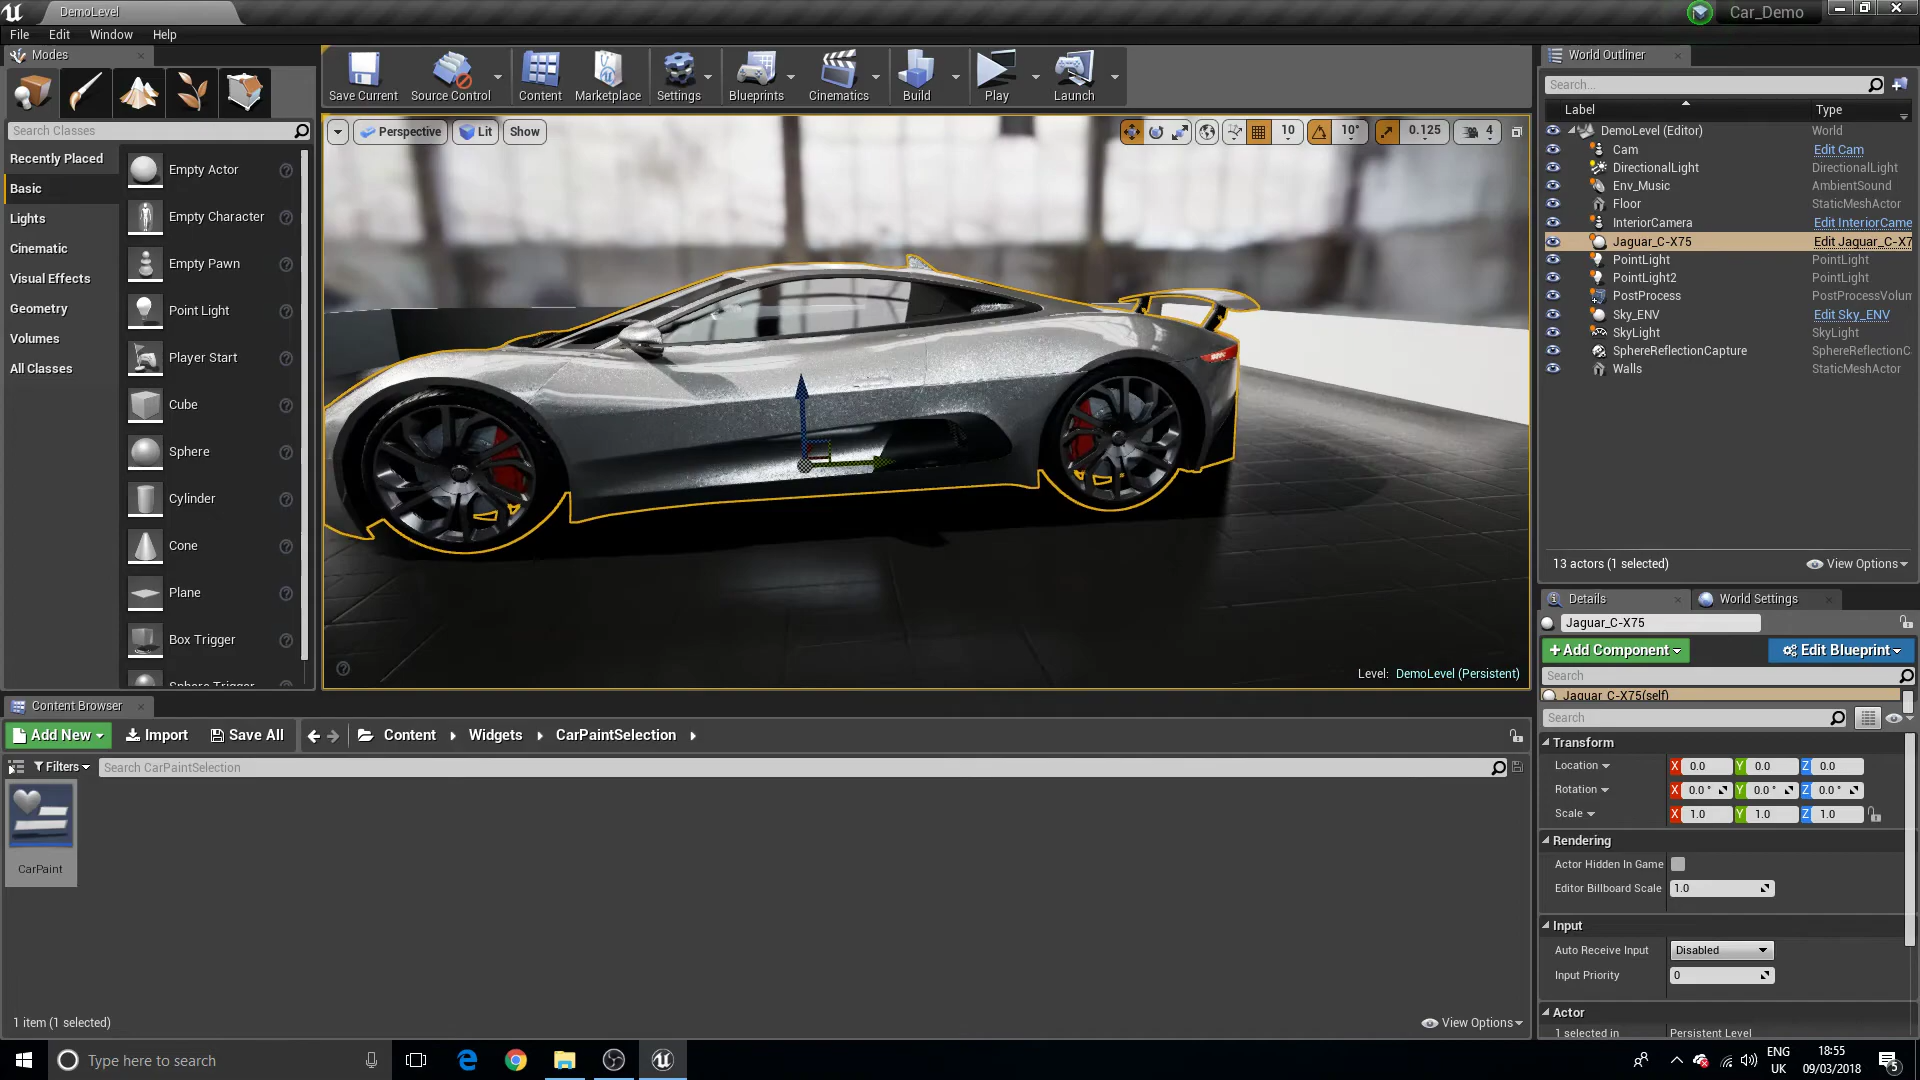 DemoLevel
Car_Demo
File Edit Window Help
Modes
Save Current Source Control Content Marketplace Settings Blueprints Cinematics Build Play Launch
World Outliner
Search...
Label Type
Search Classes
Perspective Lit Show 10 10° 0.125 4
Recently Placed
Basic
Lights
Cinematic
Visual Effects
Geometry
Volumes
All Classes
Empty Actor
Empty Character
Empty Pawn
Point Light
Player Start
Cube
Sphere
Cylinder
Cone
Plane
Box Trigger
Sphere Trigger
DemoLevel (Editor) World
Cam Edit Cam
DirectionalLight DirectionalLight
Env_Music AmbientSound
Floor StaticMeshActor
InteriorCamera Edit InteriorCame
Jaguar_C-X75 Edit Jaguar_C-X7
PointLight PointLight
PointLight2 PointLight
PostProcess PostProcessVolum
Sky_ENV Edit Sky_ENV
SkyLight SkyLight
SphereReflectionCapture SphereReflectionC
Walls StaticMeshActor
13 actors (1 selected) View Options
Level: DemoLevel (Persistent)
Details World Settings
Jaguar_C-X75
+Add Component Edit Blueprint
Search
Jaguar_C-X75(self)
Search
Transform
Location X 0.0 Y 0.0 Z 0.0
Rotation X 0.0 ° Y 0.0 ° Z 0.0 °
Scale X 1.0 Y 1.0 Z 1.0
Rendering
Actor Hidden In Game
Editor Billboard Scale 1.0
Input
Auto Receive Input Disabled
Input Priority 0
Actor
1 selected in Persistent Level
Content Browser
Add New Import Save All Content Widgets CarPaintSelection
Filters Search CarPaintSelection
CarPaint
1 item (1 selected) View Options
Type here to search
ENG
UK
18:55
09/03/2018
5